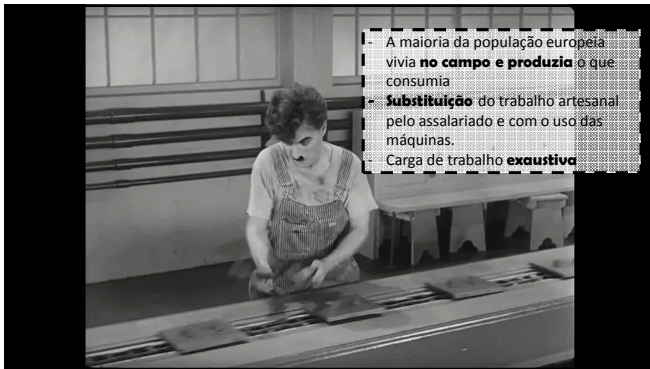 - A maioria da população europeia
vivia no campo e produzia o que
consumia
- Substituição do trabalho artesanal
pelo assalariado e com o uso das
máquinas.
- Carga de trabalho exaustiva